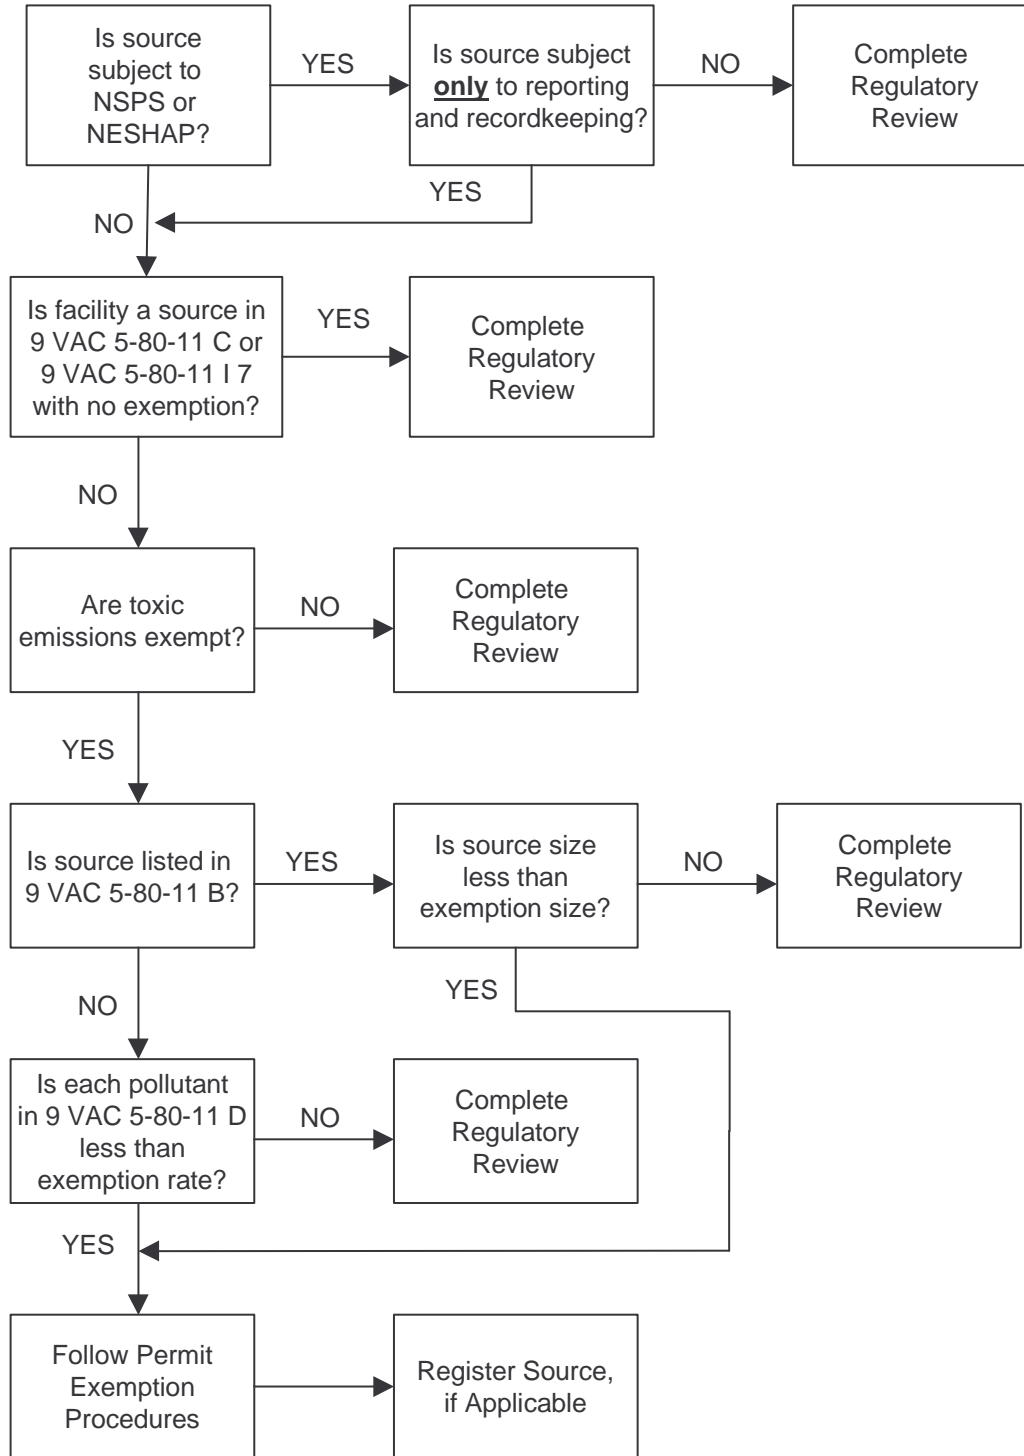 Is source
subject to
NSPS or
NESHAP?
YES
Is source subject
only to reporting
and recordkeeping?
NO
Complete
Regulatory
Review
YES
NO
Is facility a source in
9 VAC 5-80-11 C or
9 VAC 5-80-11 I 7
with no exemption?
YES
Complete
Regulatory
Review
NO
Are toxic
emissions exempt?
NO
Complete
Regulatory
Review
YES
Is source listed in
9 VAC 5-80-11 B?
YES
Is source size
less than
exemption size?
NO
Complete
Regulatory
Review
YES
NO
Is each pollutant
in 9 VAC 5-80-11 D
less than
exemption rate?
NO
Complete
Regulatory
Review
YES
Follow Permit
Exemption
Procedures
Register Source,
if Applicable